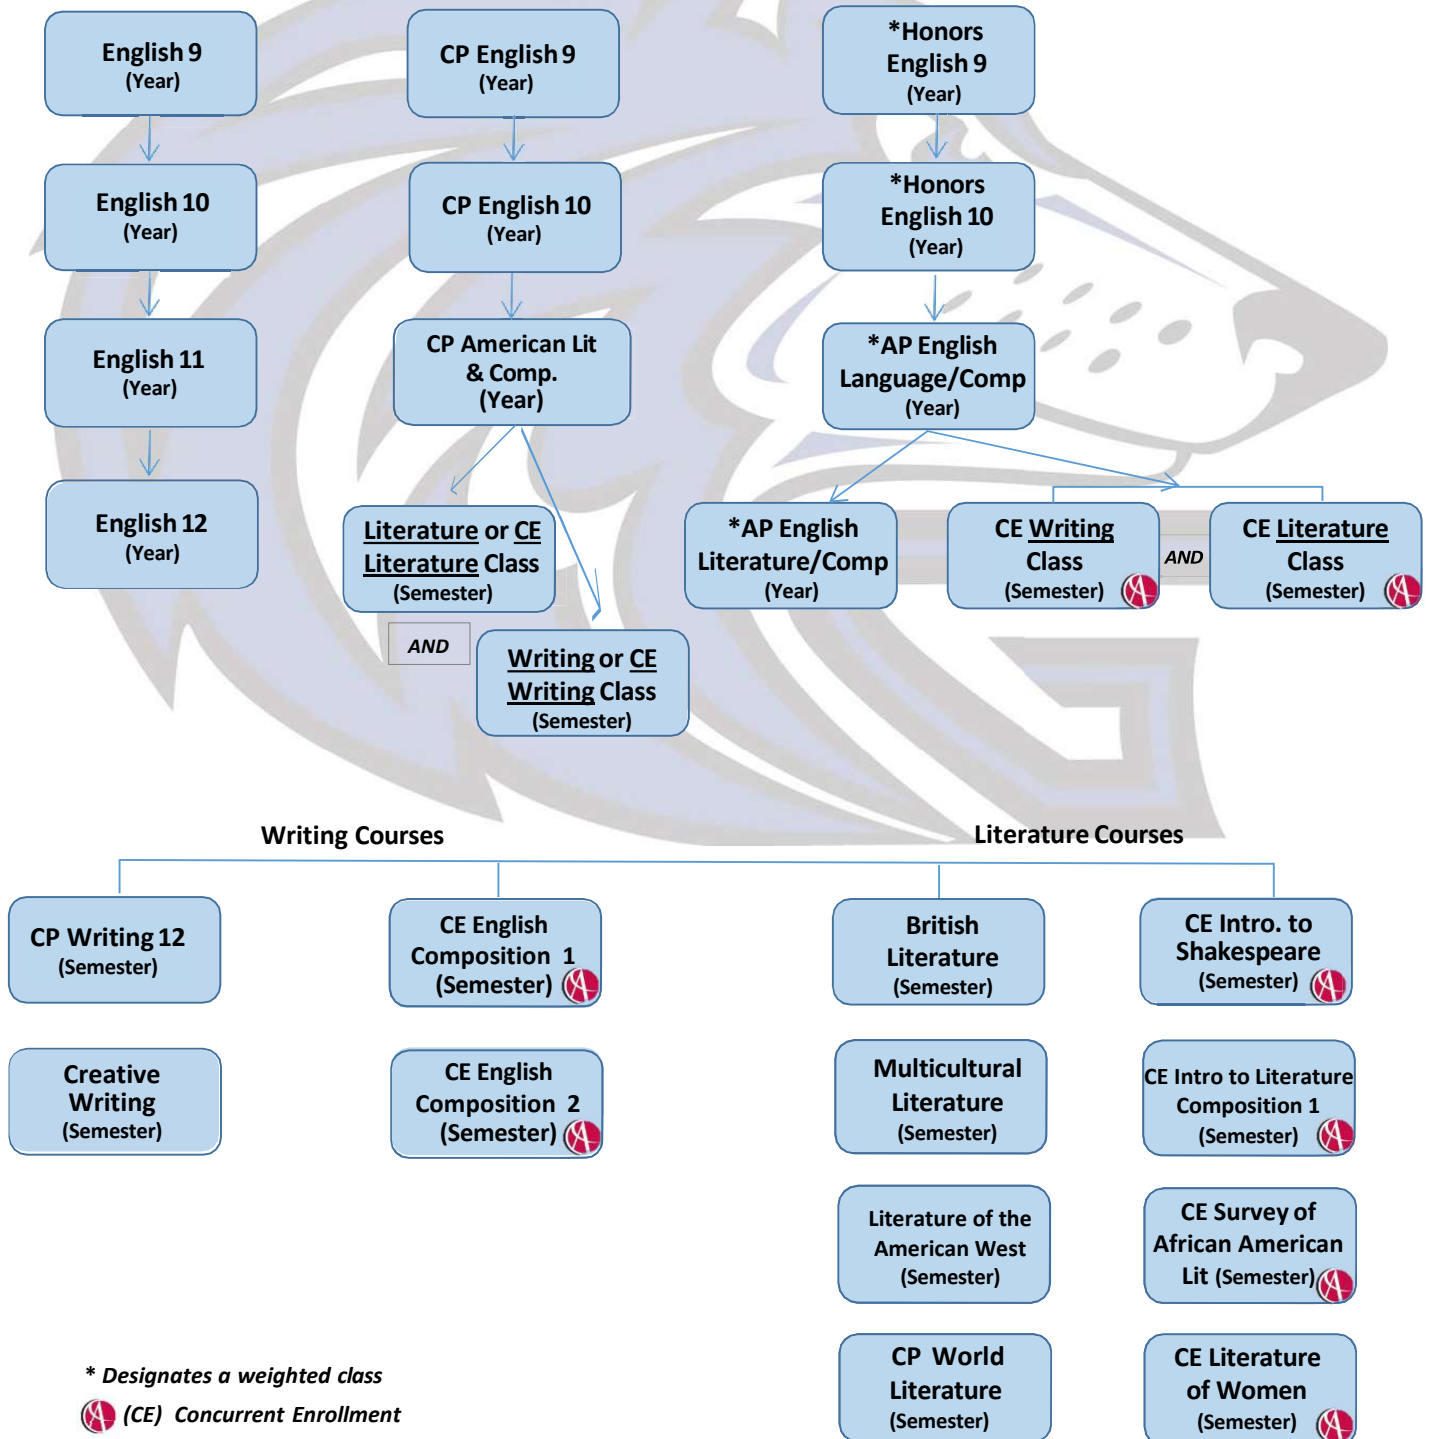 English 9
(Year)
CP English 9
(Year)
*Honors
English 9
(Year)
English 10
(Year)
CP English 10
(Year)
*Honors
English 10
(Year)
English 11
(Year)
CP American Lit
& Comp.
(Year)
*AP English
Language/Comp
(Year)
English 12
(Year)
Literature or CE
Literature Class
(Semester)
AND
Writing or CE
Writing Class
(Semester)
*AP English
Literature/Comp
(Year)
CE Writing
Class
(Semester)
AND
CE Literature
Class
(Semester)
Writing Courses
Literature Courses
CP Writing 12
(Semester)
CE English
Composition 1
(Semester)
British
Literature
(Semester)
CE Intro. to
Shakespeare
(Semester)
Creative
Writing
(Semester)
CE English
Composition 2
(Semester)
Multicultural
Literature
(Semester)
CE Intro to Literature
Composition 1
(Semester)
Literature of the
American West
(Semester)
CE Survey of
African American
Lit (Semester)
CP World
Literature
(Semester)
CE Literature
of Women
(Semester)
* Designates a weighted class
(CE) Concurrent Enrollment